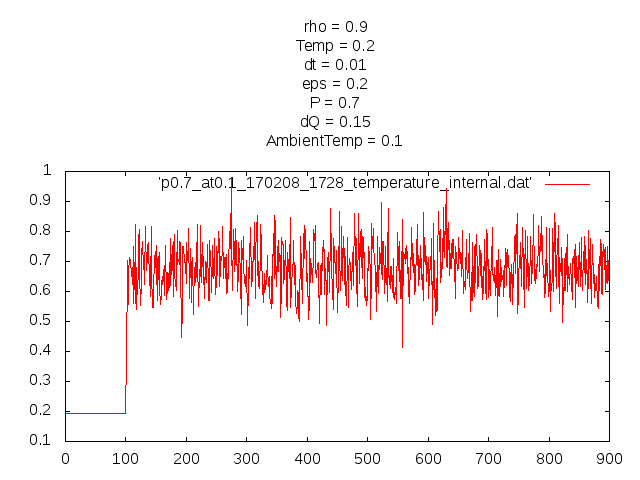 rho = 0.9
Temp = 0.2
dt = 0.01
eps = 0.2
P = 0.7
dQ = 0.15
AmbientTemp = 0.1
1
'p0.7_at0.1_170208_1728_temperature_internal.dat'
0.9
0.8
0.7
0.6
0.5
0.4
0.3
0.2
0.1
0 100 200 300 400 500 600 700 800 900